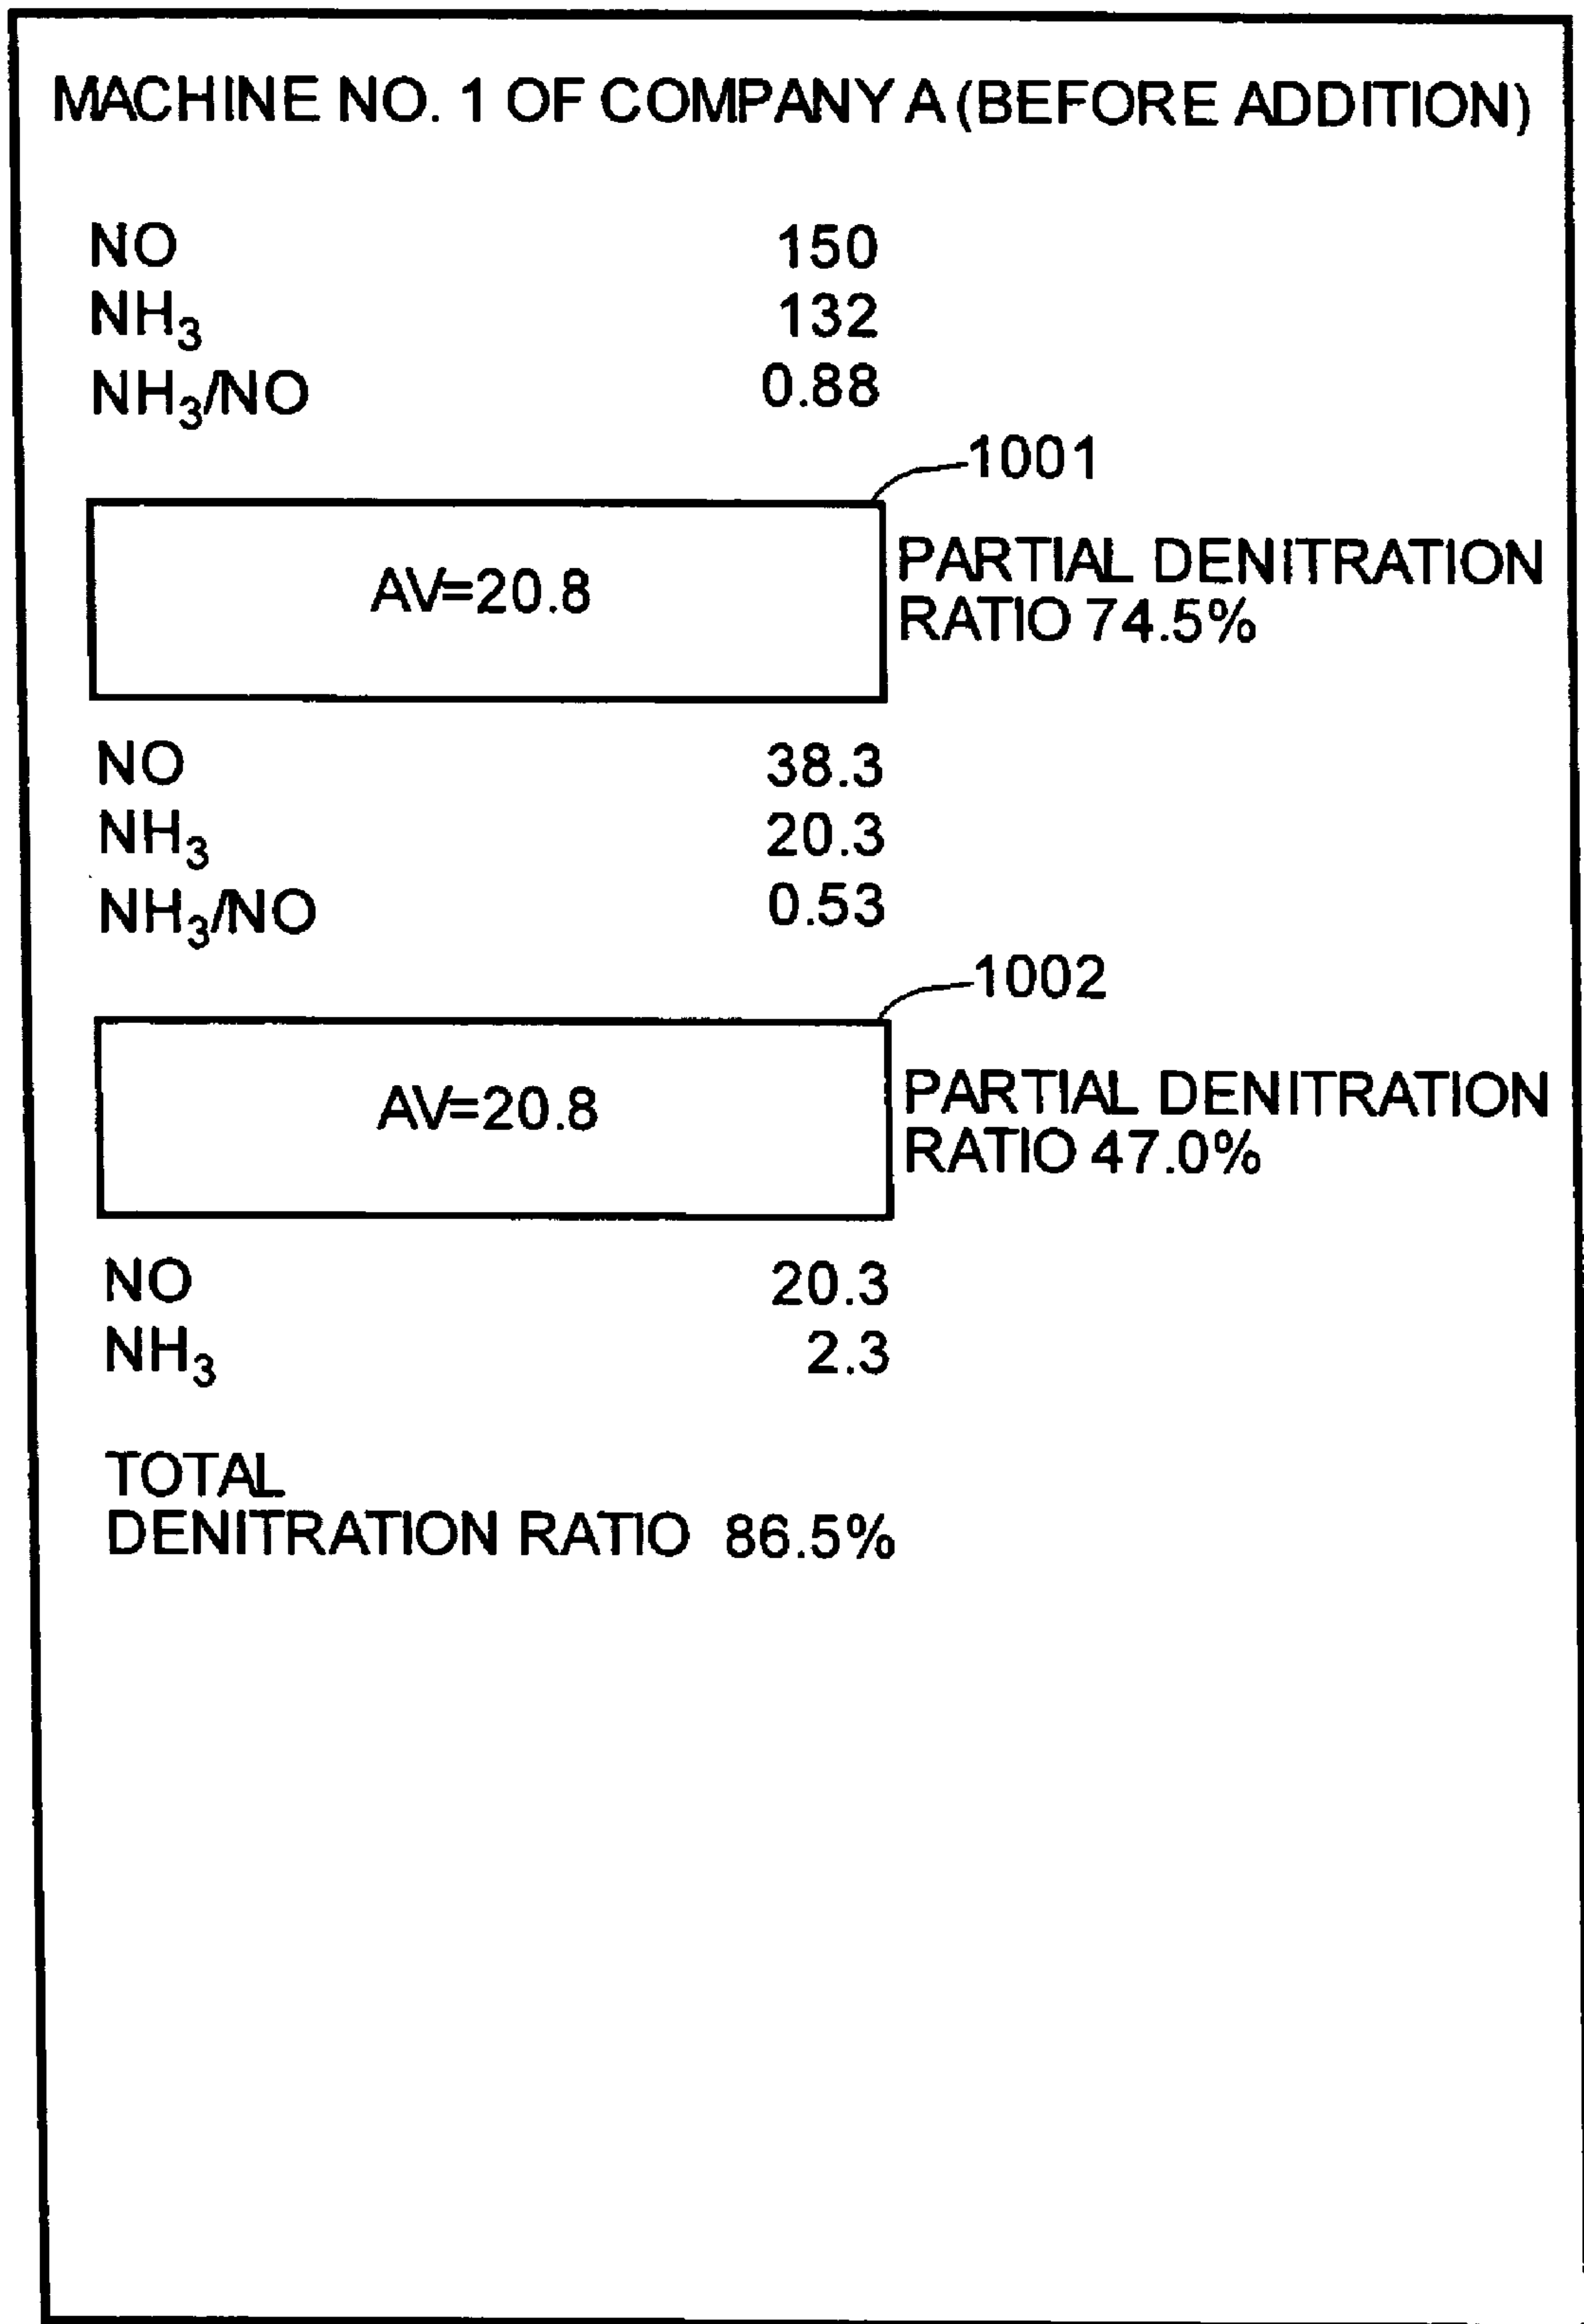 MACHINE NO. 1 OF COMPANY A (BEFORE ADDITION)
NO 150
NH₃ 132
NH₃/NO 0.88
1001
AV=20.8
PARTIAL DENITRATION
RATIO 74.5%
NO 38.3
NH₃ 20.3
NH₃/NO 0.53
1002
AV=20.8
PARTIAL DENITRATION
RATIO 47.0%
NO 20.3
NH₃ 2.3
TOTAL
DENITRATION RATIO 86.5%